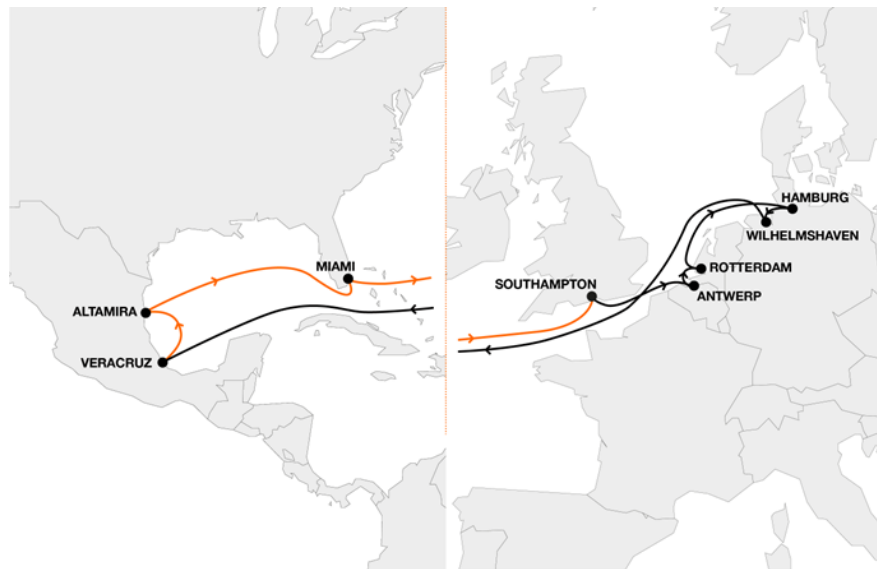 MIAMI
ALTAMIRA
VERACRUZ
HAMBURG
WILHELMSHAVEN
ROTTERDAM
SOUTHAMPTON
ANTWERP